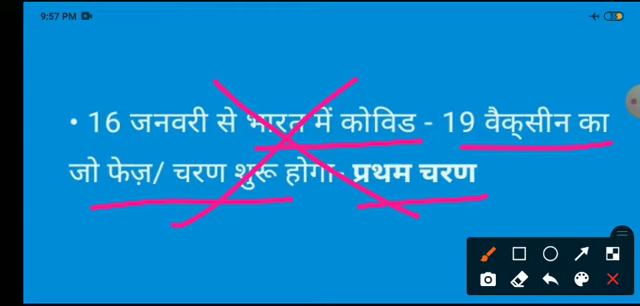 9:57 PM
• 16 जनवरी से भारत में कोविड - 19 वैक्सीन का
जो फेज़/ चरण शुरू होगा- प्रथम चरण